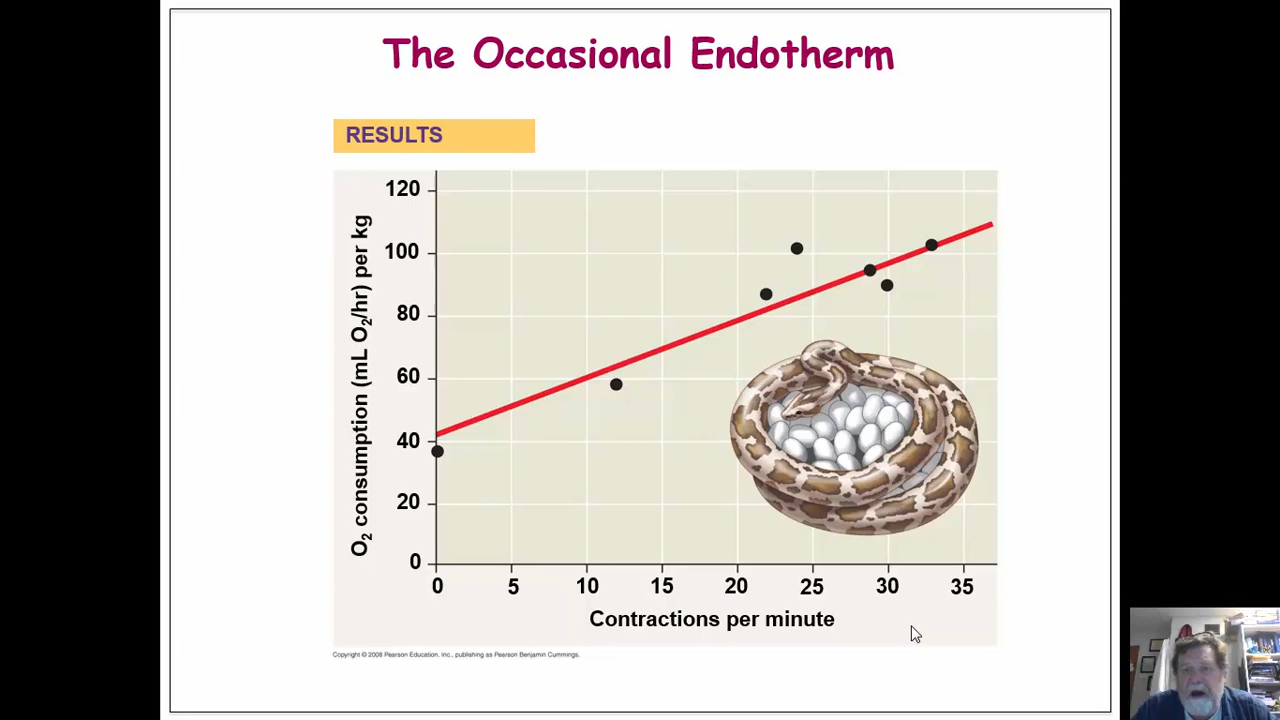 The Occasional Endotherm
RESULTS
120
100
80
60
40
20
0
O₂ consumption (mL O₂/hr) per kg
0 5 10 15 20 25 30 35
Contractions per minute
Copyright © 2008 Pearson Education, Inc., publishing as Pearson Benjamin Cummings.